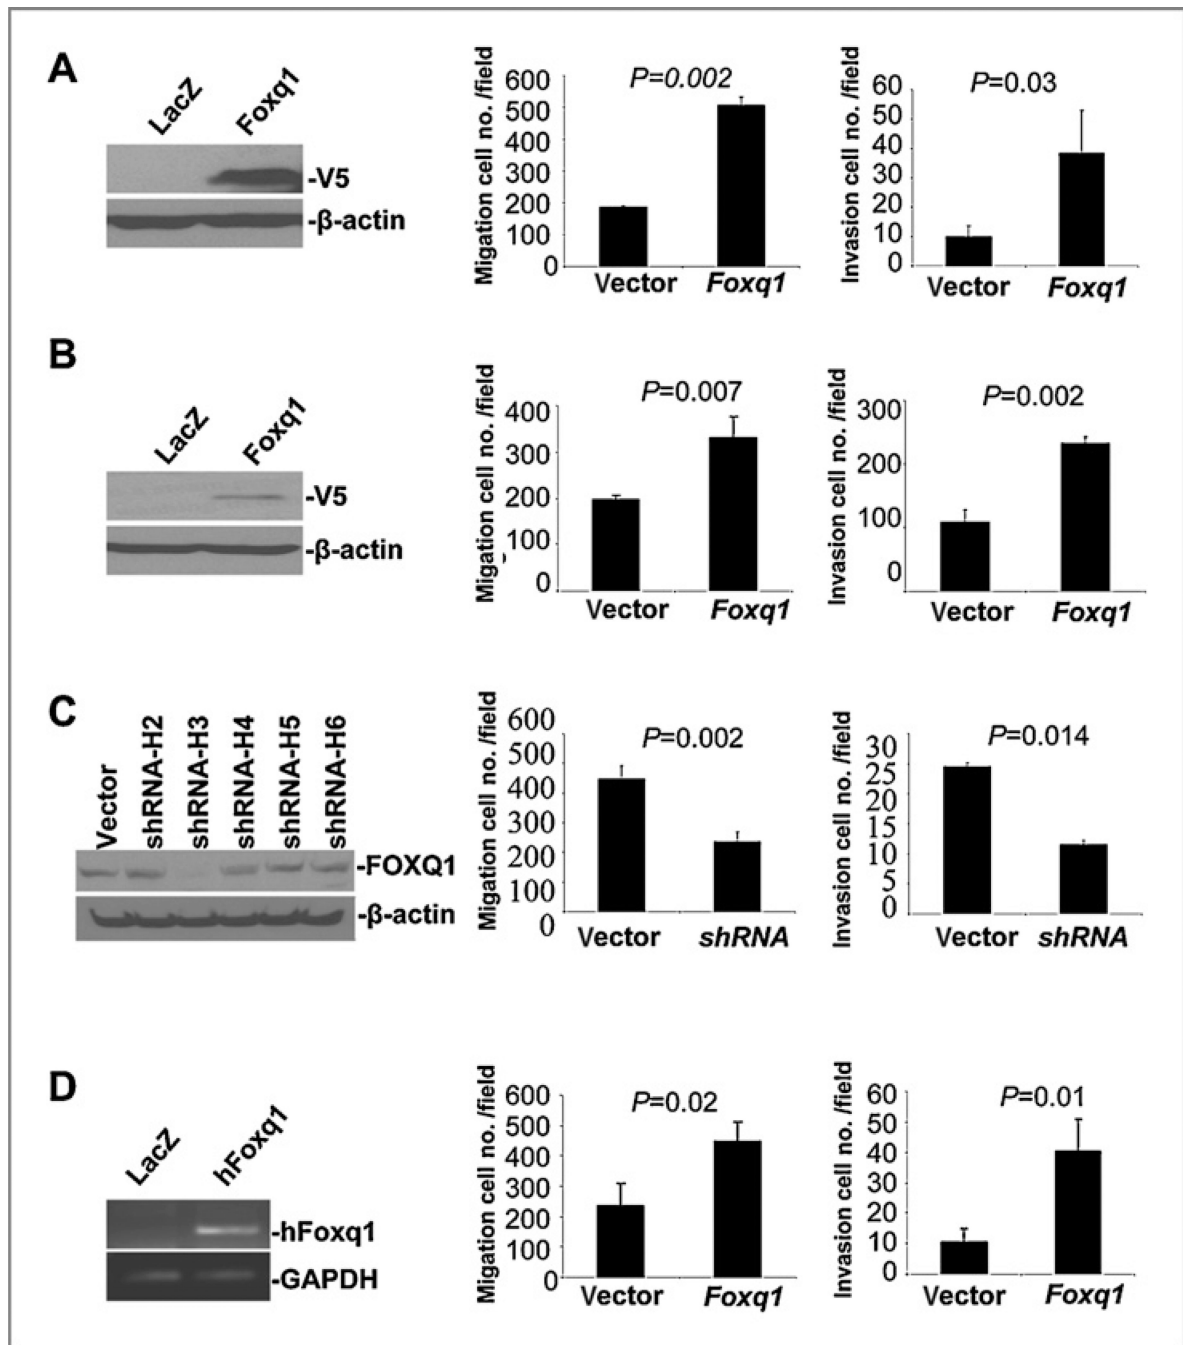 A
LacZ
Foxq1
-V5
-β-actin
Migation cell no. /field
600
500
400
300
200
100
0
P=0.002
Vector
Foxq1
Invasion cell no. /field
60
50
40
30
20
10
0
P=0.03
Vector
Foxq1
B
LacZ
Foxq1
-V5
-β-actin
Migation cell no. /field
400
300
200
100
0
P=0.007
Vector
Foxq1
Invasion cell no. /field
300
200
100
0
P=0.002
Vector
Foxq1
C
Vector
shRNA-H2
shRNA-H3
shRNA-H4
shRNA-H5
shRNA-H6
-FOXQ1
-β-actin
Migation cell no. /field
600
500
400
300
200
100
0
P=0.002
Vector
shRNA
Invasion cell no. /field
30
25
20
15
10
5
0
P=0.014
Vector
shRNA
D
LacZ
hFoxq1
-hFoxq1
-GAPDH
Migation cell no. /field
600
500
400
300
200
100
0
P=0.02
Vector
Foxq1
Invasion cell no. /field
60
50
40
30
20
10
0
P=0.01
Vector
Foxq1